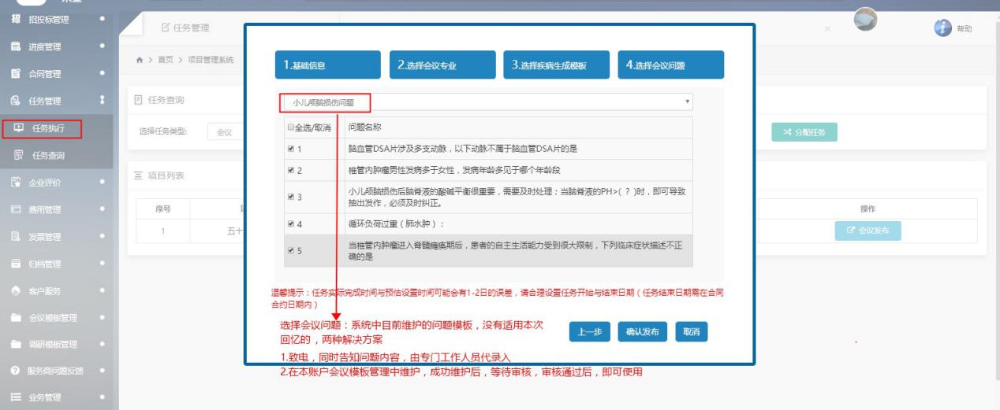 招 招投标管理
进度管理
合同管理
任务管理
任务执行
任务查询
企业评价
费用管理
发票管理
归档管理
客户服务
会议模板管理
调研模板管理
服务商问题反馈
业务管理
任务管理
帮助
首页 > 项目管理系统
任务查询
选择任务类型: 会议
分配任务
项目列表
序号
操作
1 五十
会议发布
1.基础信息 2.选择会议专业 3.选择疾病生成模板 4.选择会议问题
小儿颅脑损伤问题
全选/取消 问题名称
1 脑血管DSA片涉及多支动脉，以下动脉不属于脑血管DSA片的是
2 椎管内肿瘤男性发病多于女性，发病年龄多见于哪个年龄段
3 小儿颅脑损伤后脑脊液的酸碱平衡很重要，需要及时处理；当脑脊液的PH>( ？ )时，即可导致
抽出发作，必须及时纠正。
4 循环负荷过重（肺水肿）：
5 当椎管内肿瘤进入脊髓瘫痪期后，患者的自主生活能力受到很大限制，下列临床症状描述不正
确的是
温馨提示：任务实际完成时间与预估设置时间可能会有1-2日的误差，请合理设置任务开始与结束日期（任务结束日期需在合同
合约日期内）
选择会议问题：系统中目前维护的问题模板，没有适用本次
回忆的，两种解决方案
上一步 确认发布 取消
1.致电，同时告知问题内容，由专门工作人员代录入
2.在本账户会议模板管理中维护，成功维护后，等待审核，审核通过后，即可使用